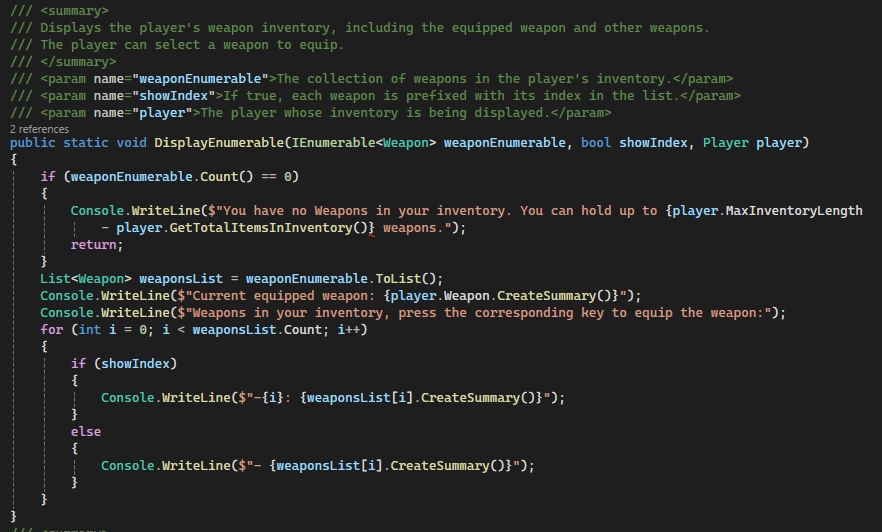 /// <summary>
/// Displays the player's weapon inventory, including the equipped weapon and other weapons.
/// The player can select a weapon to equip.
/// </summary>
/// <param name="weaponEnumerable">The collection of weapons in the player's inventory.</param>
/// <param name="showIndex">If true, each weapon is prefixed with its index in the list.</param>
/// <param name="player">The player whose inventory is being displayed.</param>
2 references
public static void DisplayEnumerable(IEnumerable<Weapon> weaponEnumerable, bool showIndex, Player player)
{
    if (weaponEnumerable.Count() == 0)
    {
        Console.WriteLine($"You have no Weapons in your inventory. You can hold up to {player.MaxInventoryLength
            - player.GetTotalItemsInInventory()} weapons.");
        return;
    }
    List<Weapon> weaponsList = weaponEnumerable.ToList();
    Console.WriteLine($"Current equipped weapon: {player.Weapon.CreateSummary()}");
    Console.WriteLine($"Weapons in your inventory, press the corresponding key to equip the weapon:");
    for (int i = 0; i < weaponsList.Count; i++)
    {
        if (showIndex)
        {
            Console.WriteLine($"-{i}: {weaponsList[i].CreateSummary()}");
        }
        else
        {
            Console.WriteLine($"- {weaponsList[i].CreateSummary()}");
        }
    }
}
/// <summary>